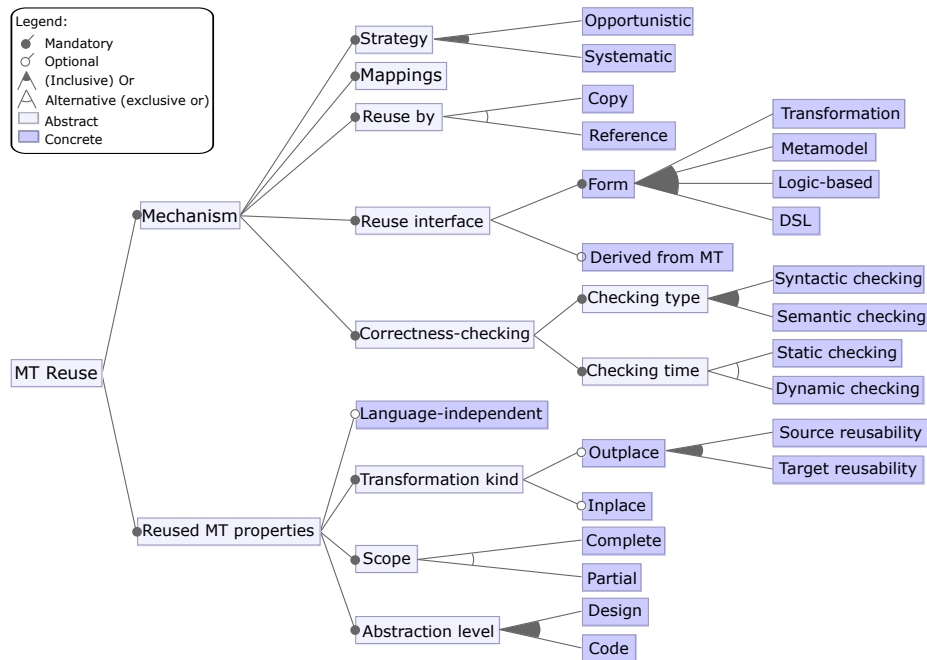 Legend:
Mandatory
Optional
(Inclusive) Or
Alternative (exclusive or)
Abstract
Concrete
MT Reuse
Mechanism
Strategy
Opportunistic
Systematic
Mappings
Reuse by
Copy
Reference
Reuse interface
Form
Transformation
Metamodel
Logic-based
DSL
Derived from MT
Correctness-checking
Checking type
Syntactic checking
Semantic checking
Checking time
Static checking
Dynamic checking
Reused MT properties
Language-independent
Transformation kind
Outplace
Source reusability
Target reusability
Inplace
Scope
Complete
Partial
Abstraction level
Design
Code